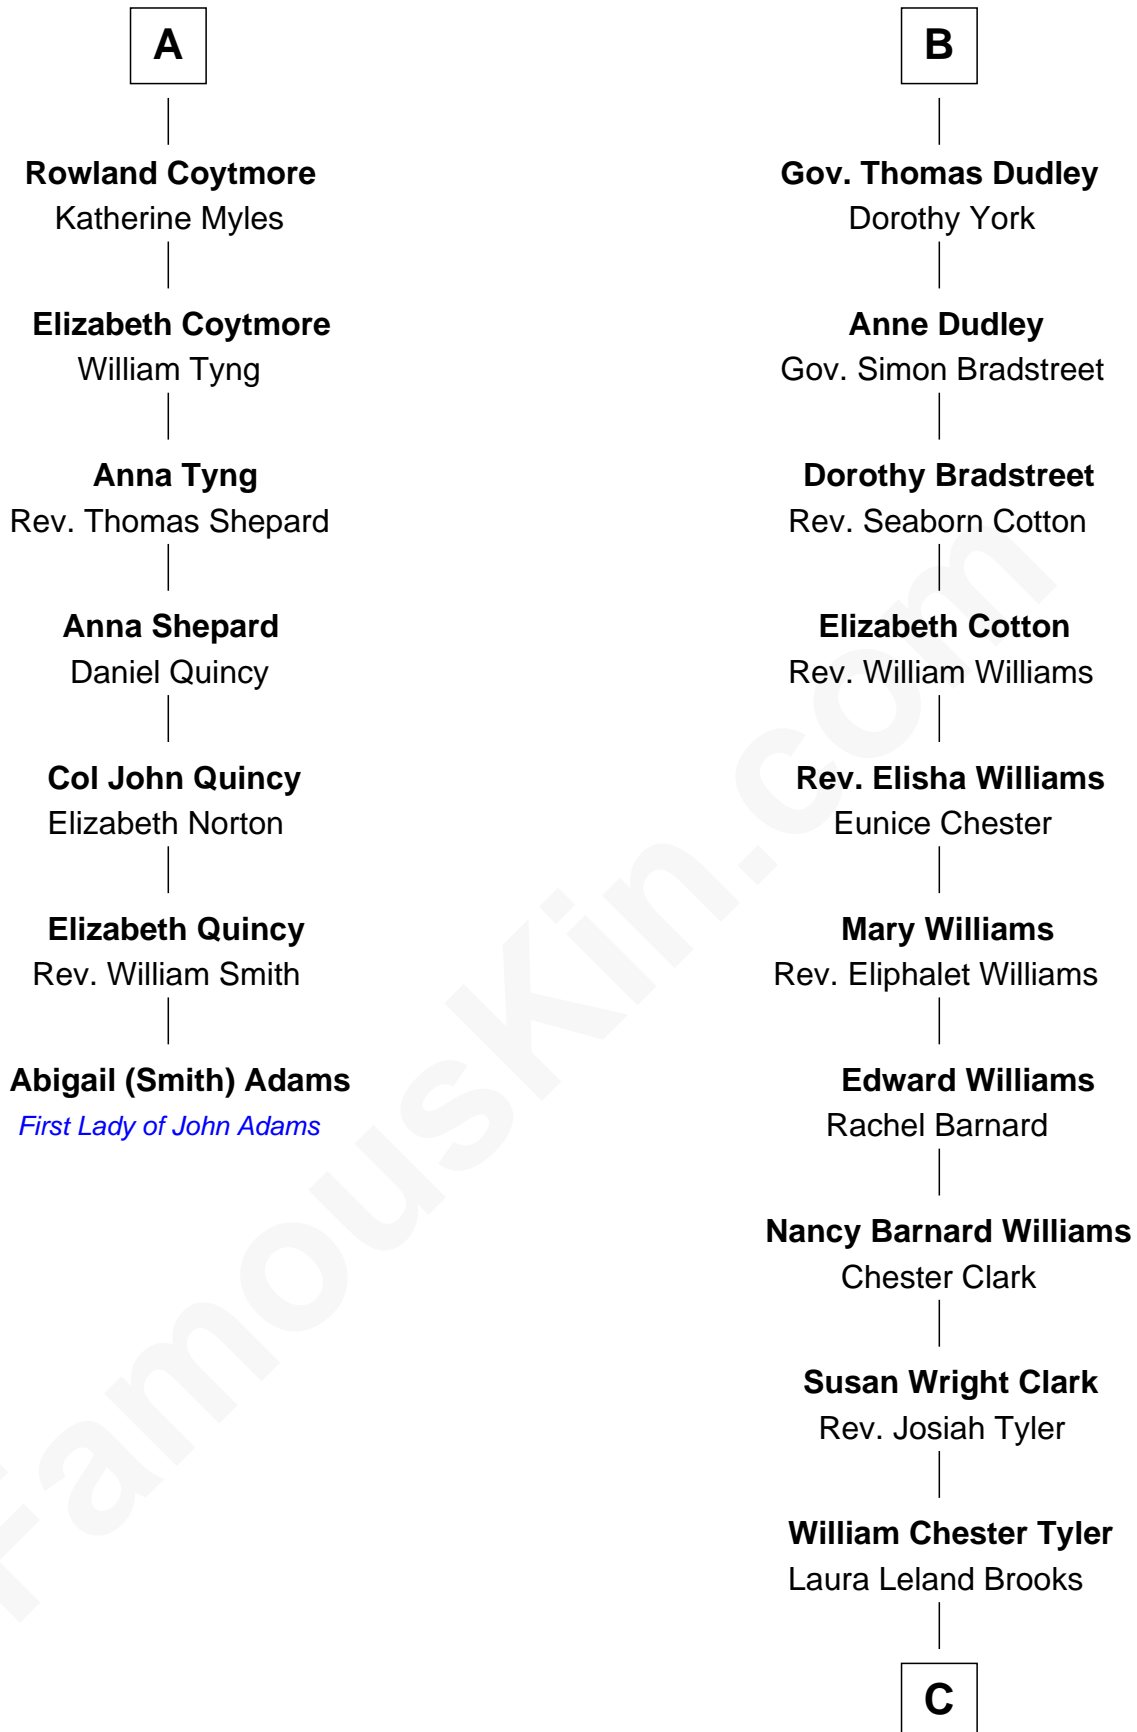 A
Rowland Coytmore
Katherine Myles
Elizabeth Coytmore
William Tyng
Anna Tyng
Rev. Thomas Shepard
Anna Shepard
Daniel Quincy
Col John Quincy
Elizabeth Norton
Elizabeth Quincy
Rev. William Smith
Abigail (Smith) Adams
First Lady of John Adams
B
Gov. Thomas Dudley
Dorothy York
Anne Dudley
Gov. Simon Bradstreet
Dorothy Bradstreet
Rev. Seaborn Cotton
Elizabeth Cotton
Rev. William Williams
Rev. Elisha Williams
Eunice Chester
Mary Williams
Rev. Eliphalet Williams
Edward Williams
Rachel Barnard
Nancy Barnard Williams
Chester Clark
Susan Wright Clark
Rev. Josiah Tyler
William Chester Tyler
Laura Leland Brooks
C
FamousKin.com